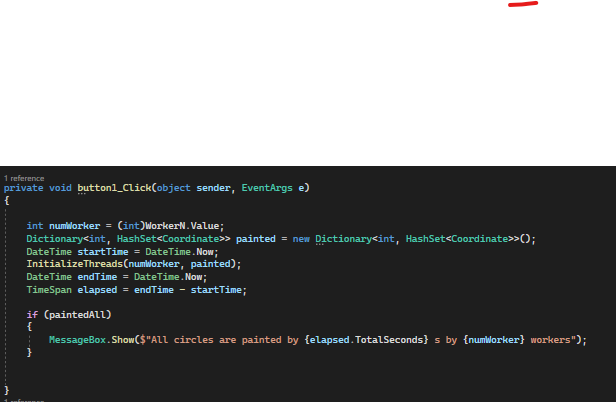 1 reference
private void button1_Click(object sender, EventArgs e)
{
int numWorker = (int)WorkerN.Value;
Dictionary<int, HashSet<Coordinate>> painted = new Dictionary<int, HashSet<Coordinate>>();
DateTime startTime = DateTime.Now;
InitializeThreads(numWorker, painted);
DateTime endTime = DateTime.Now;
TimeSpan elapsed = endTime - startTime;
if (paintedAll)
{
MessageBox.Show($"All circles are painted by {elapsed.TotalSeconds} s by {numWorker} workers");
}
}
1 reference